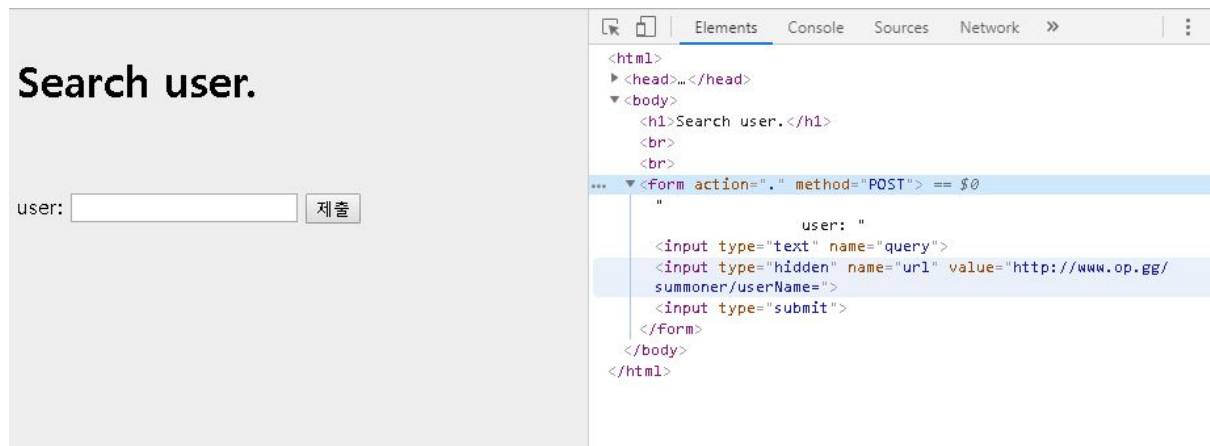 Search user.
user:
제출
Elements Console Sources Network »
<html>
▶ <head>…</head>
▼ <body>
<h1>Search user.</h1>
<br>
<br>
... ▼ <form action="." method="POST"> == $0
"
user: "
<input type="text" name="query">
<input type="hidden" name="url" value="http://www.op.gg/
summoner/userName=">
<input type="submit">
</form>
</body>
</html>